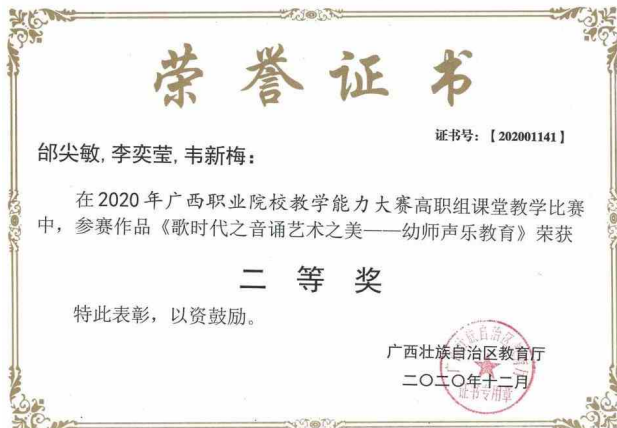 荣誉证书
证书号：【202001141】
邰尖敏, 李奕莹, 韦新梅：
在2020年广西职业院校教学能力大赛高职组课堂教学比赛
中，参赛作品《歌时代之音诵艺术之美——幼师声乐教育》荣获
二等奖
特此表彰，以资鼓励。
广西壮族自治区教育厅
二〇二〇年十二月